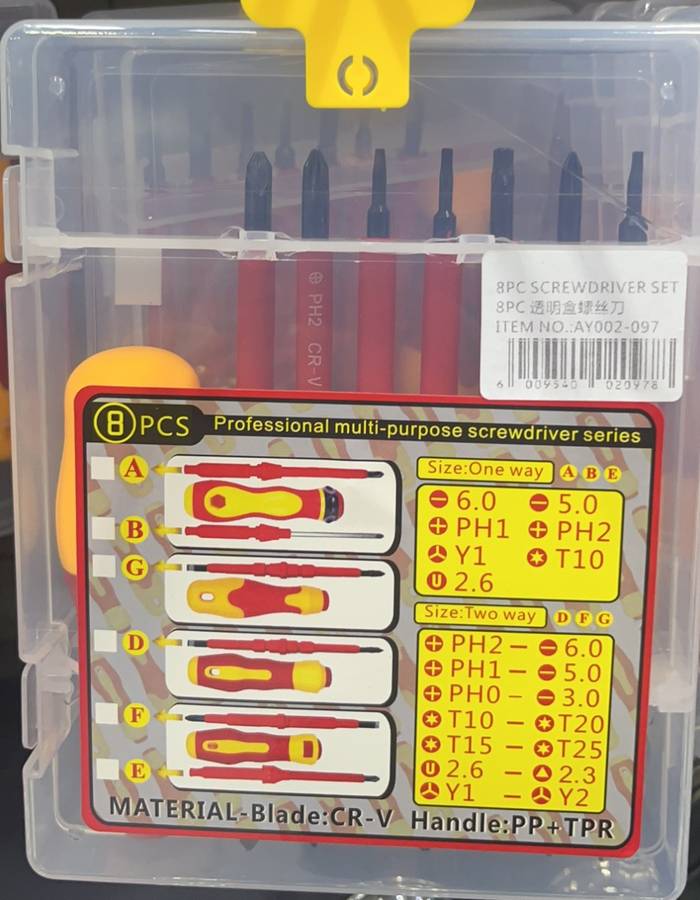 PH2 CR-V
8PC SCREWDRIVER SET
8PC 透明盒螺丝刀
ITEM NO.:AY002-097
6 009540 020978
8 PCS Professional multi-purpose screwdriver series
A
B
G
D
F
E
Size:One way A B E
6.0 5.0
PH1 PH2
Y1 T10
2.6
Size:Two way D F G
PH2 – 6.0
PH1 – 5.0
PH0 – 3.0
T10 – T20
T15 – T25
2.6 – 2.3
Y1 – Y2
MATERIAL-Blade:CR-V Handle:PP+TPR